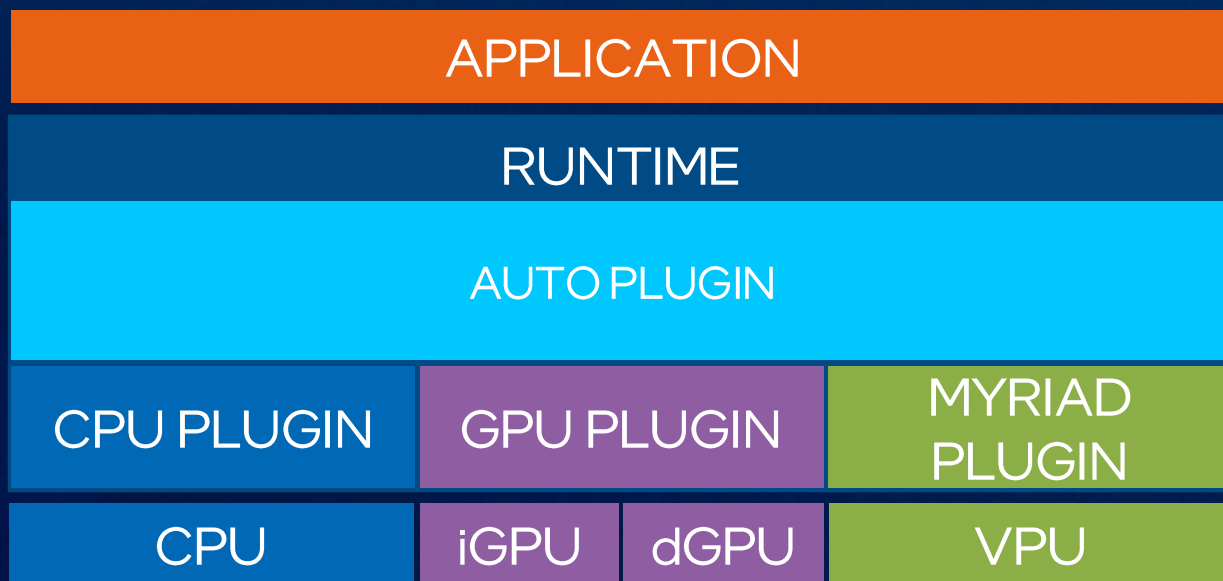 APPLICATION
RUNTIME
AUTO PLUGIN
CPU PLUGIN
GPU PLUGIN
MYRIAD
PLUGIN
CPU
iGPU
dGPU
VPU